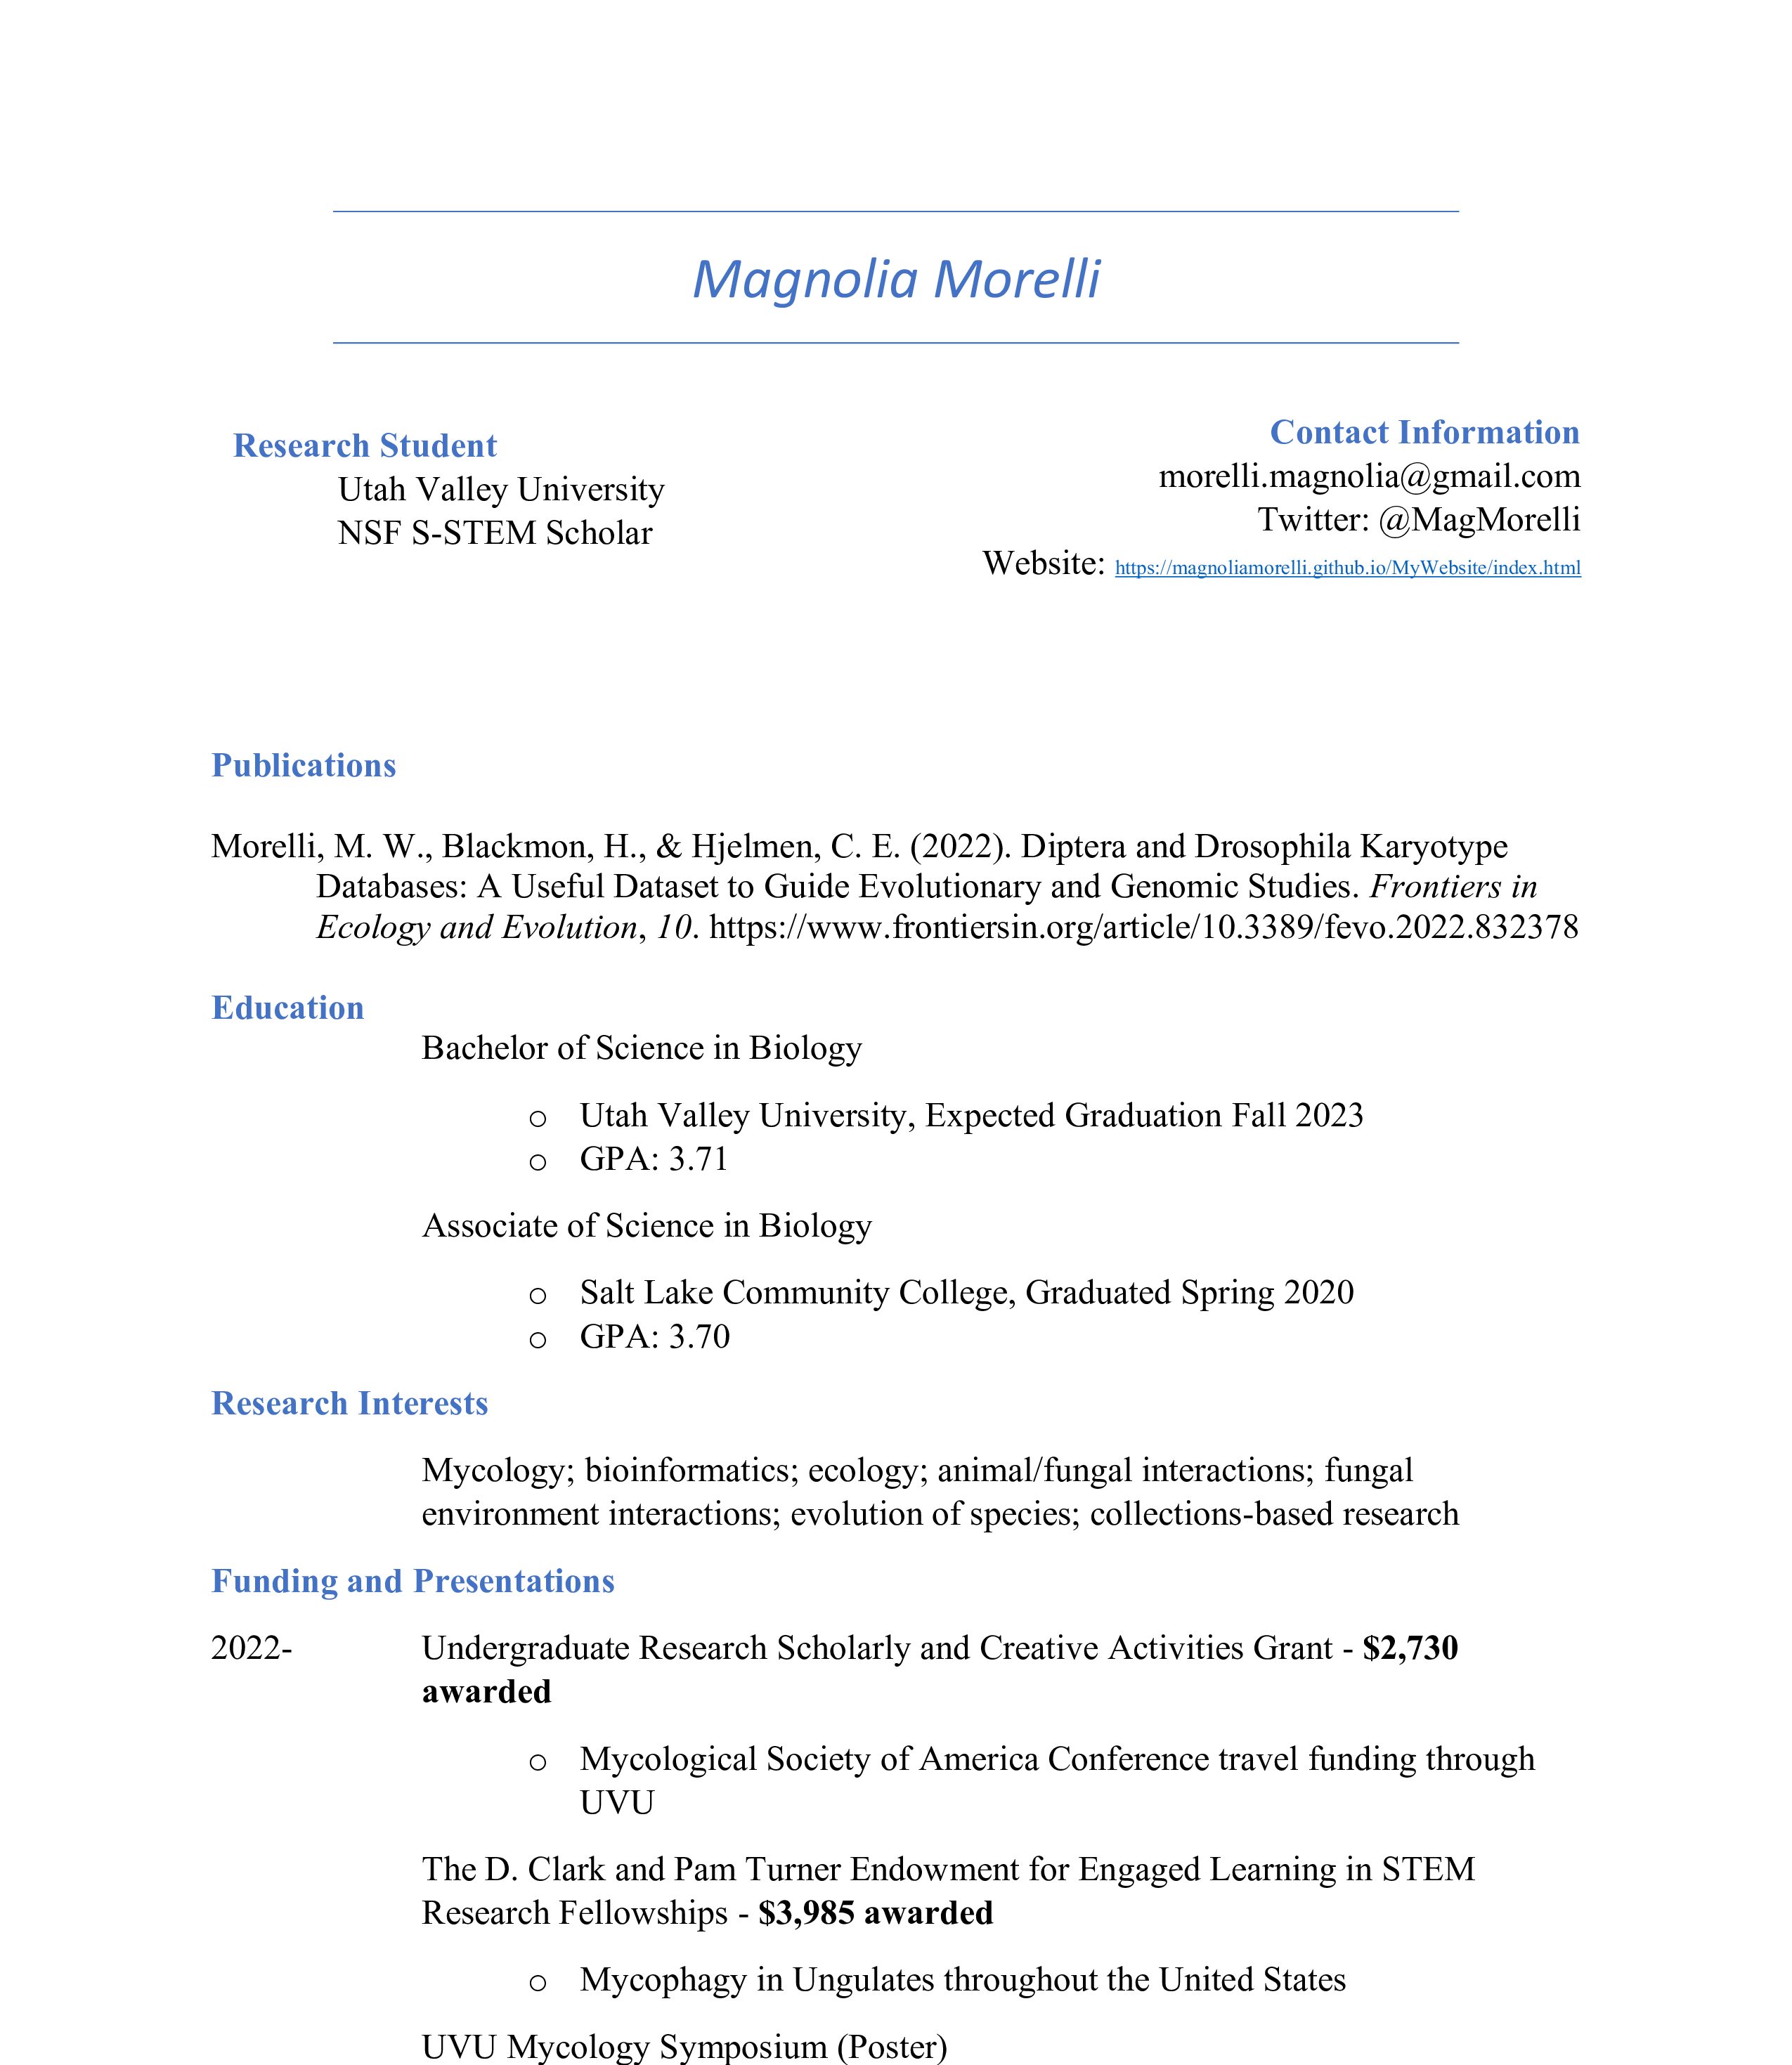 Magnolia Morelli
Research Student
Utah Valley University
NSF S-STEM Scholar
Contact Information
morelli.magnolia@gmail.com
Twitter: @MagMorelli
Website: https://magnoliamorelli.github.io/MyWebsite/index.html
Publications
Morelli, M. W., Blackmon, H., & Hjelmen, C. E. (2022). Diptera and Drosophila Karyotype
Databases: A Useful Dataset to Guide Evolutionary and Genomic Studies. Frontiers in
Ecology and Evolution, 10. https://www.frontiersin.org/article/10.3389/fevo.2022.832378
Education
Bachelor of Science in Biology
o Utah Valley University, Expected Graduation Fall 2023
o GPA: 3.71
Associate of Science in Biology
o Salt Lake Community College, Graduated Spring 2020
o GPA: 3.70
Research Interests
Mycology; bioinformatics; ecology; animal/fungal interactions; fungal
environment interactions; evolution of species; collections-based research
Funding and Presentations
2022- Undergraduate Research Scholarly and Creative Activities Grant - $2,730
awarded
o Mycological Society of America Conference travel funding through
UVU
The D. Clark and Pam Turner Endowment for Engaged Learning in STEM
Research Fellowships - $3,985 awarded
o Mycophagy in Ungulates throughout the United States
UVU Mycology Symposium (Poster)